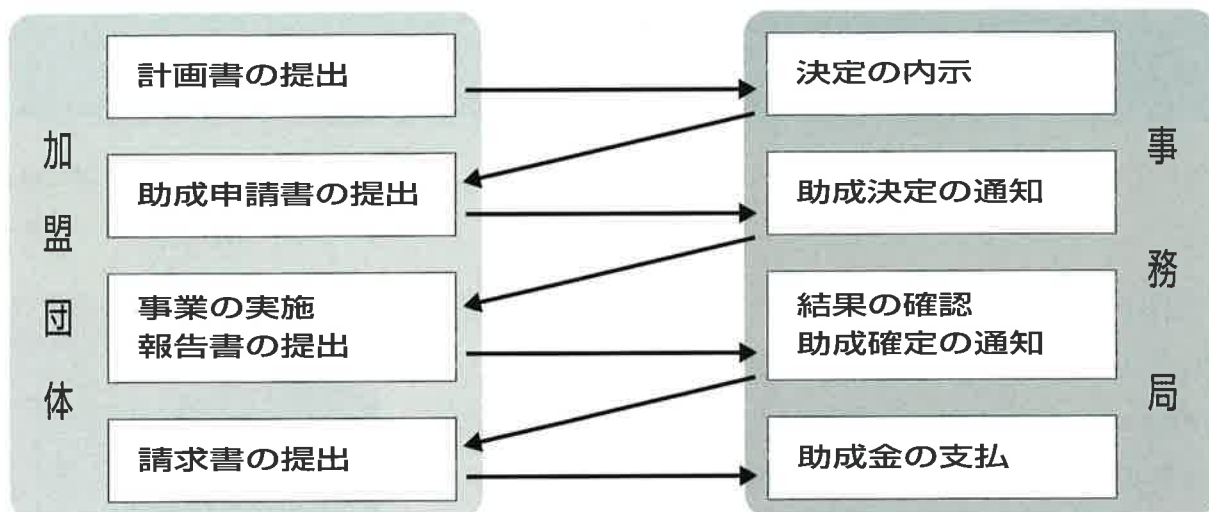 加盟団体
計画書の提出
助成申請書の提出
事業の実施
報告書の提出
請求書の提出
事務局
決定の内示
助成決定の通知
結果の確認
助成確定の通知
助成金の支払